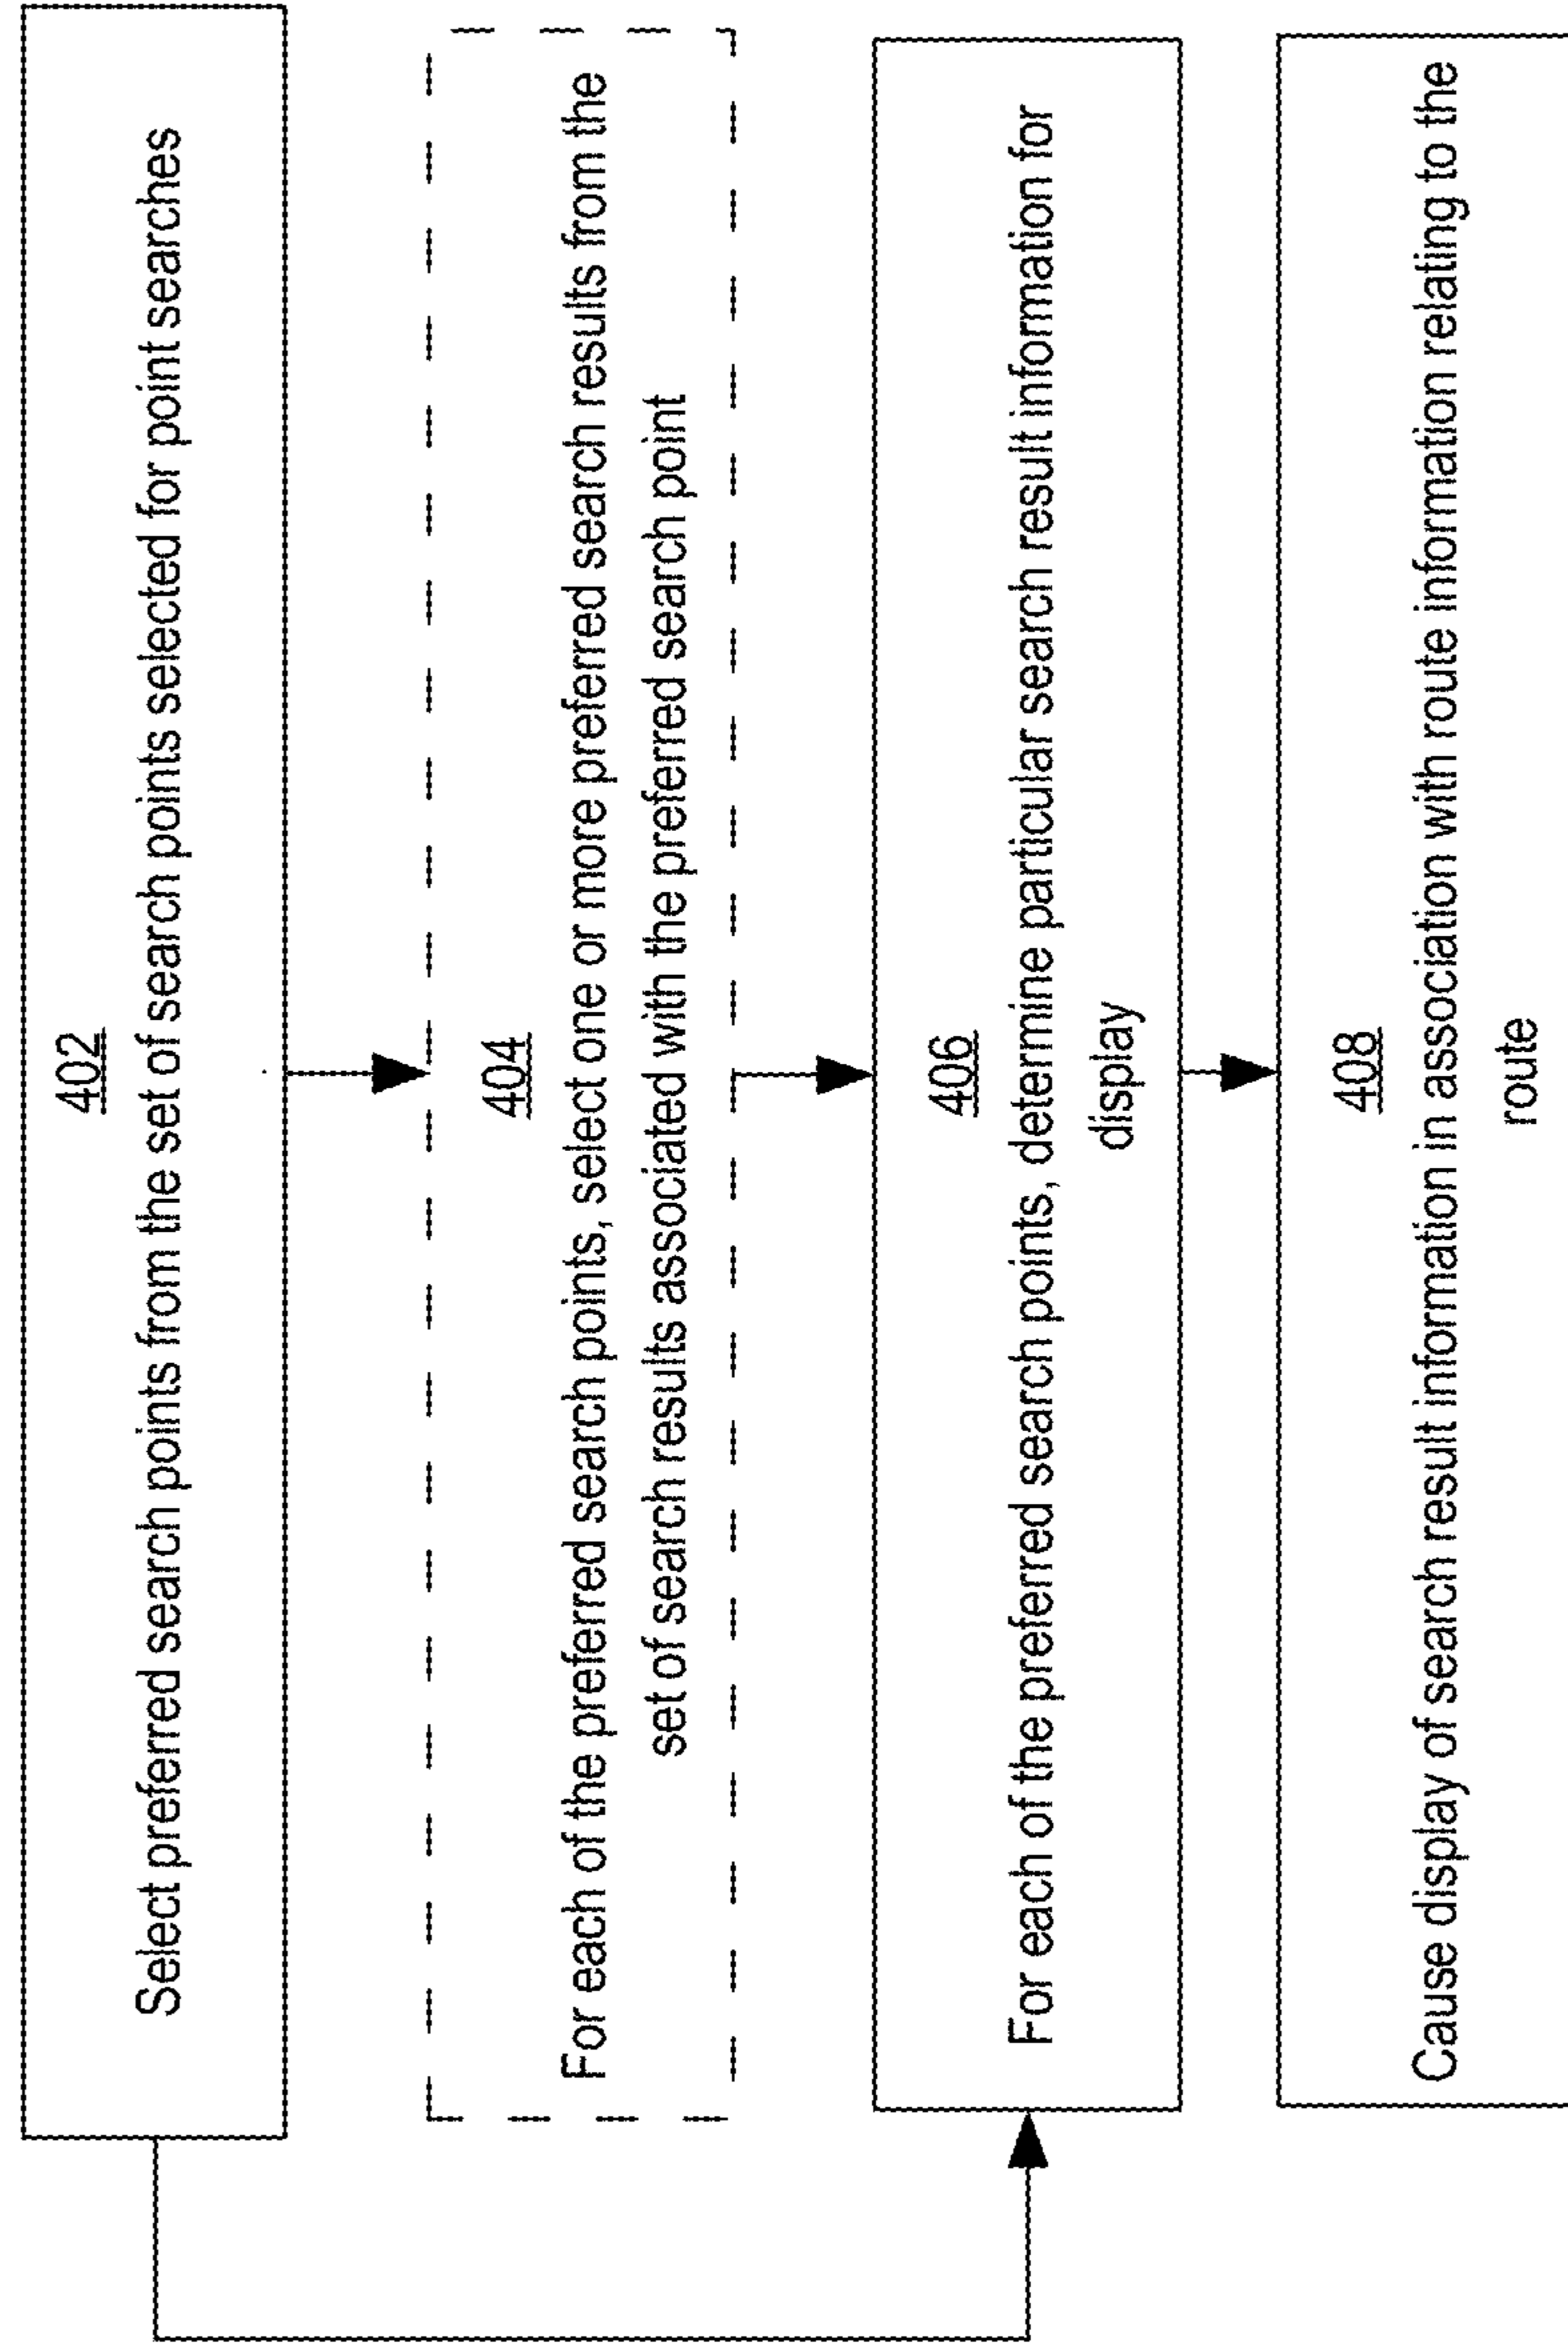 402
Select preferred search points from the set of search points selected for point searches
404
For each of the preferred search points, select one or more preferred search results from the
set of search results associated with the preferred search point
406
For each of the preferred search points, determine particular search result information for
display
408
Cause display of search result information in association with route information relating to the
route